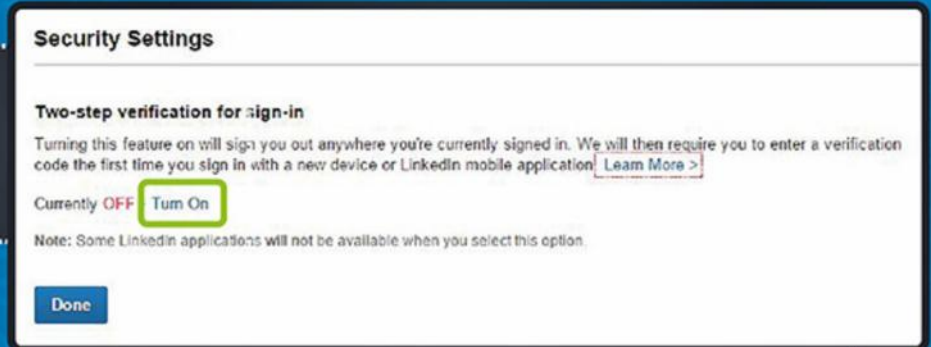 Security Settings
Two-step verification for sign-in
Turning this feature on will sign you out anywhere you're currently signed in. We will then require you to enter a verification
code the first time you sign in with a new device or LinkedIn mobile application. Learn More >
Currently OFF Turn On
Note: Some LinkedIn applications will not be available when you select this option.
Done